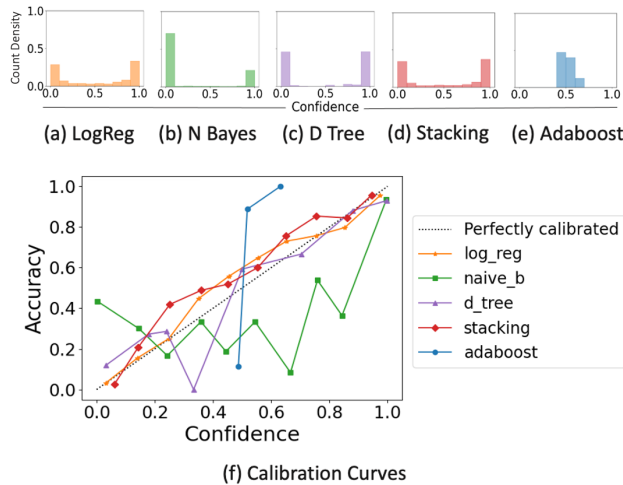 1.0
0.5
0.0
Count Density
0.0 0.5 1.0 0.0 0.5 1.0 0.0 0.5 1.0 0.0 0.5 1.0 0.0 0.5 1.0
Confidence
(a) LogReg (b) N Bayes (c) D Tree (d) Stacking (e) Adaboost
1.0
0.8
0.6
0.4
0.2
0.0
Accuracy
0.0 0.2 0.4 0.6 0.8 1.0
Confidence
Perfectly calibrated
log_reg
naive_b
d_tree
stacking
adaboost
(f) Calibration Curves